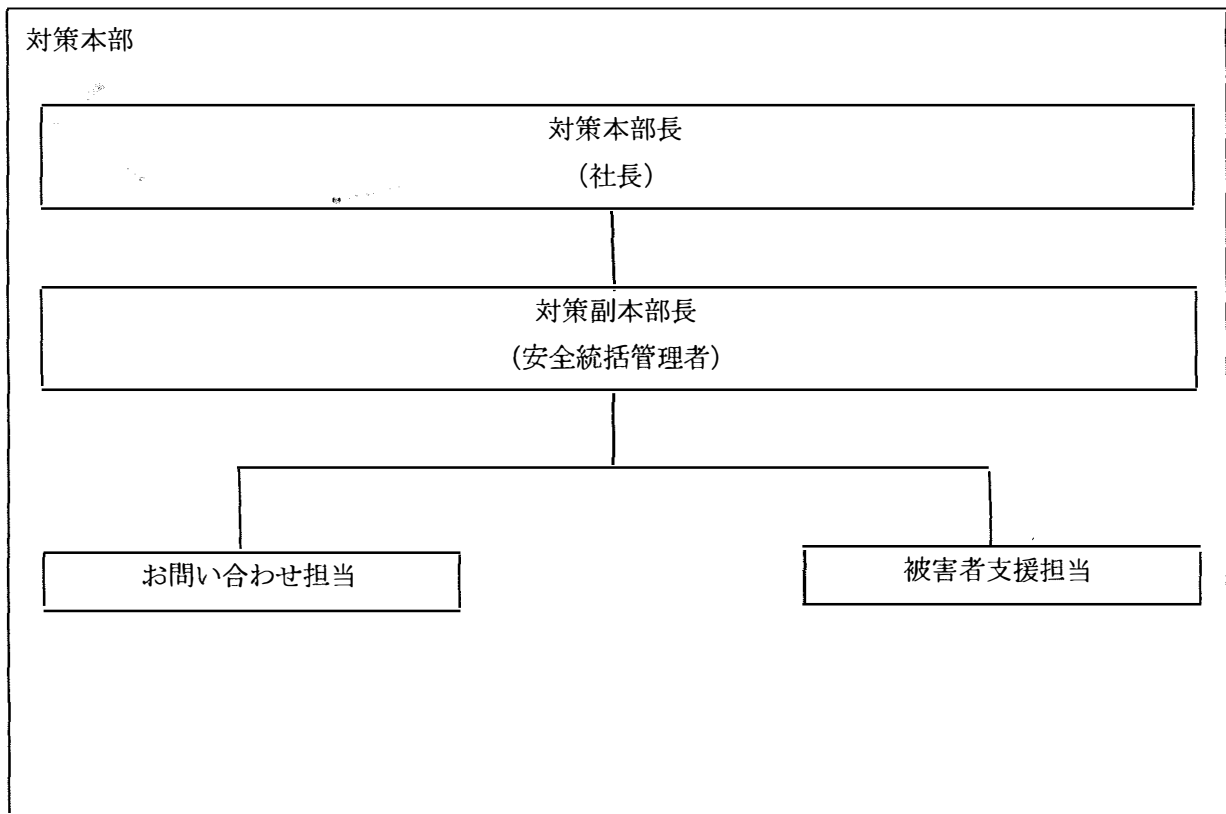 対策本部
対策本部長
（社長）
対策副本部長
（安全統括管理者）
お問い合わせ担当
被害者支援担当